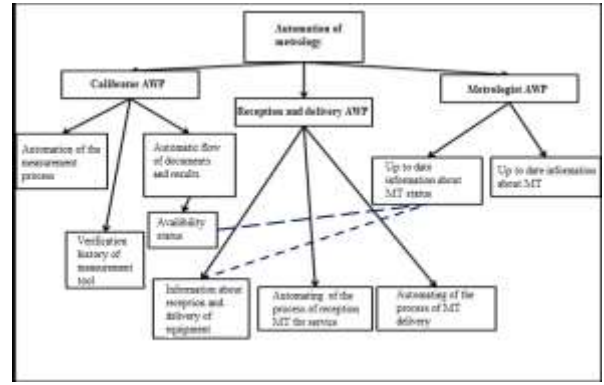 Automation of
metrology
Calibrator AWP
Reception and delivery AWP
Metrologist AWP
Automation of the
measurement
process
Automatic flow
of documents
and results
Up to date
information about
MT status
Up to date information
about MT
Availibility
status
Verification
history of
measurement
tool
Information about
reception and
delivery of
equipment
Automating of the
process of reception
MT for service
Automating of the
process of MT
delivery